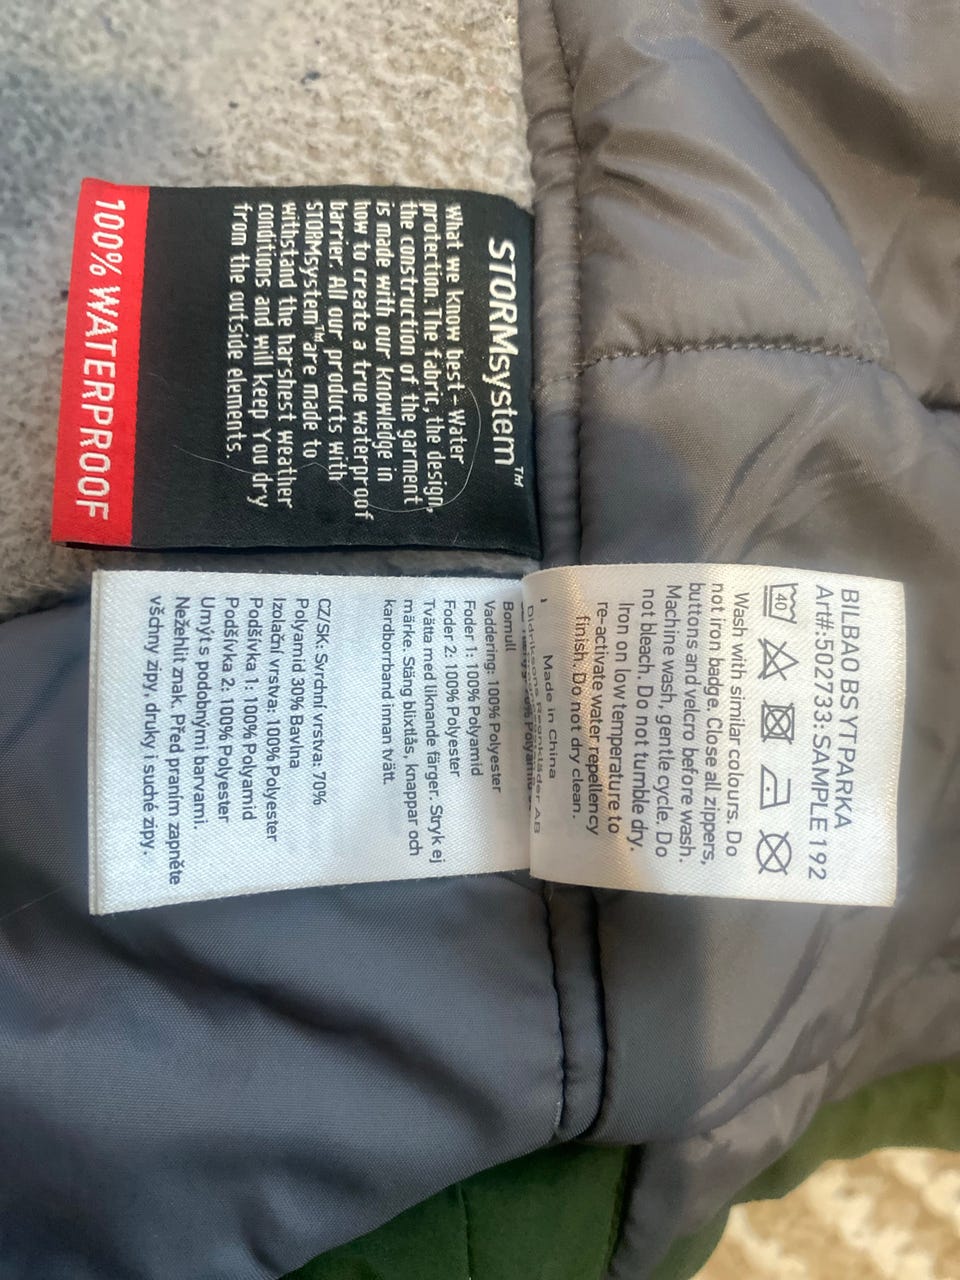 STORMsystem™
What we know best - Water
protection. The fabric, the design,
the construction of the garment
is made with our knowledge in
how to create a true waterproof
barrier. All our products with
STORMsystem™ are made to
withstand the harshest weather
conditions and will keep You dry
from the outside elements.
100% WATERPROOF
BILBAO BSYTPARKA
Art#:502733: SAMPLE 192
40
Wash with similar colours. Do
not iron badge. Close all zippers,
buttons and velcro before wash.
Machine wash, gentle cycle. Do
not bleach. Do not tumble dry.
Iron on low temperature to
re-activate water repellency
finish. Do not dry clean.
Made in China
Didriksons Regnkläder AB
Bomull
Vaddering: 100% Polyester
Foder 1: 100% Polyamid
Foder 2: 100% Polyester
Tvätta med liknande färger. Stryk ej
märke. Stäng blixtlås, knappar och
kardborrband innan tvätt.
CZ/SK: Svrchní vrstva: 70%
Polyamid 30% Bavlna
Izolační vrstva: 100% Polyester
Podšívka 1: 100% Polyamid
Podšívka 2: 100% Polyester
Umýt s podobnými barvami.
Nežehlit znak. Před praním zapněte
všchny zipy, druky i suché zipy.